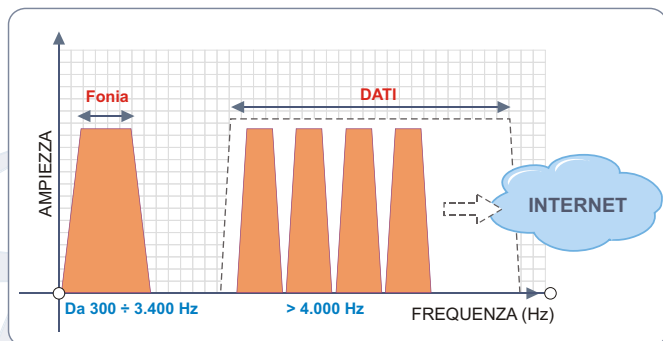 Fonia
DATI
AMPIEZZA
INTERNET
Da 300 ÷ 3.400 Hz
> 4.000 Hz
FREQUENZA (Hz)